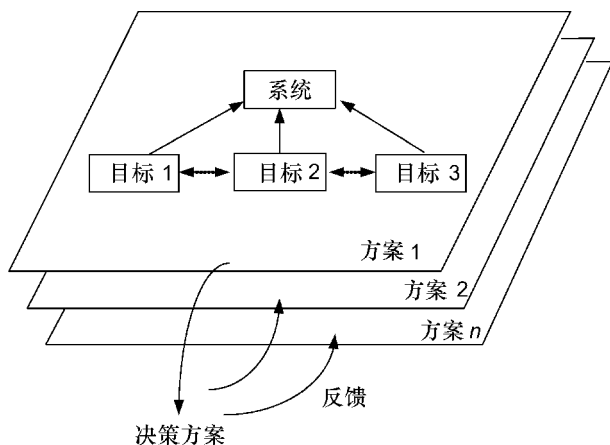 系统
目标 1
目标 2
目标 3
方案 1
方案 2
方案 n
反馈
决策方案